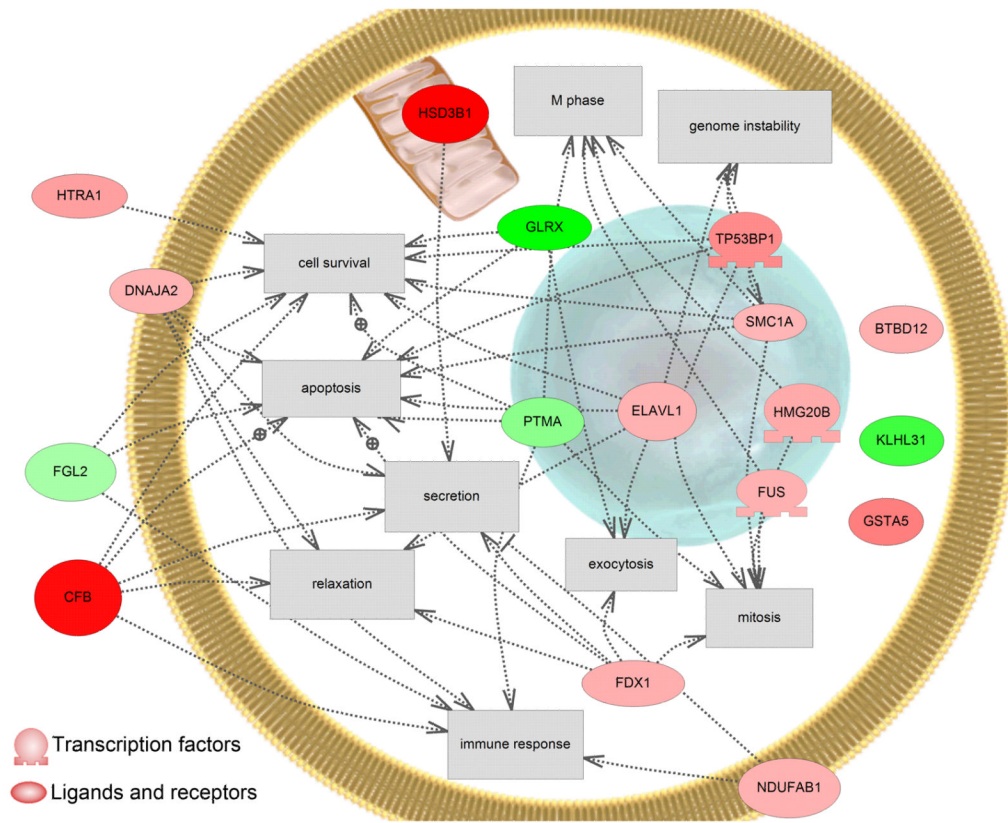 M phase
HSD3B1
genome instability
HTRA1
GLRX
TP53BP1
cell survival
DNAJA2
SMC1A
BTBD12
apoptosis
ELAVL1
HMG20B
PTMA
KLHL31
FGL2
secretion
FUS
GSTA5
exocytosis
relaxation
CFB
mitosis
FDX1
Transcription factors
immune response
Ligands and receptors
NDUFAB1